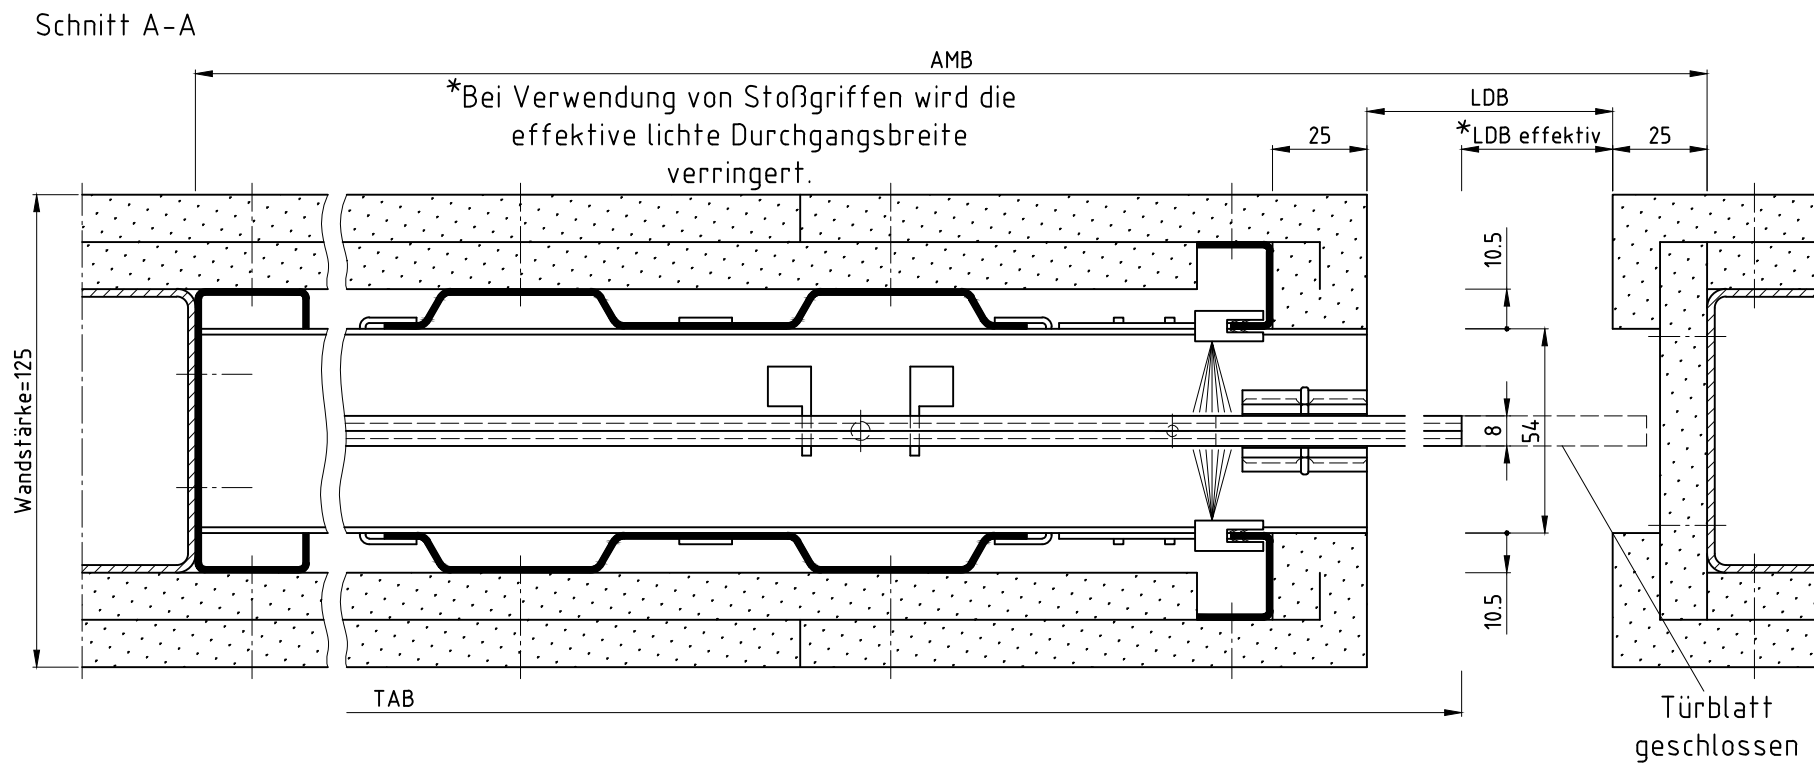 Schnitt A-A
AMB
*Bei Verwendung von Stoßgriffen wird die
effektive lichte Durchgangsbreite
verringert.
LDB
25
*LDB effektiv
25
10.5
Wandstärke=125
8
54
10.5
TAB
Türblatt
geschlossen